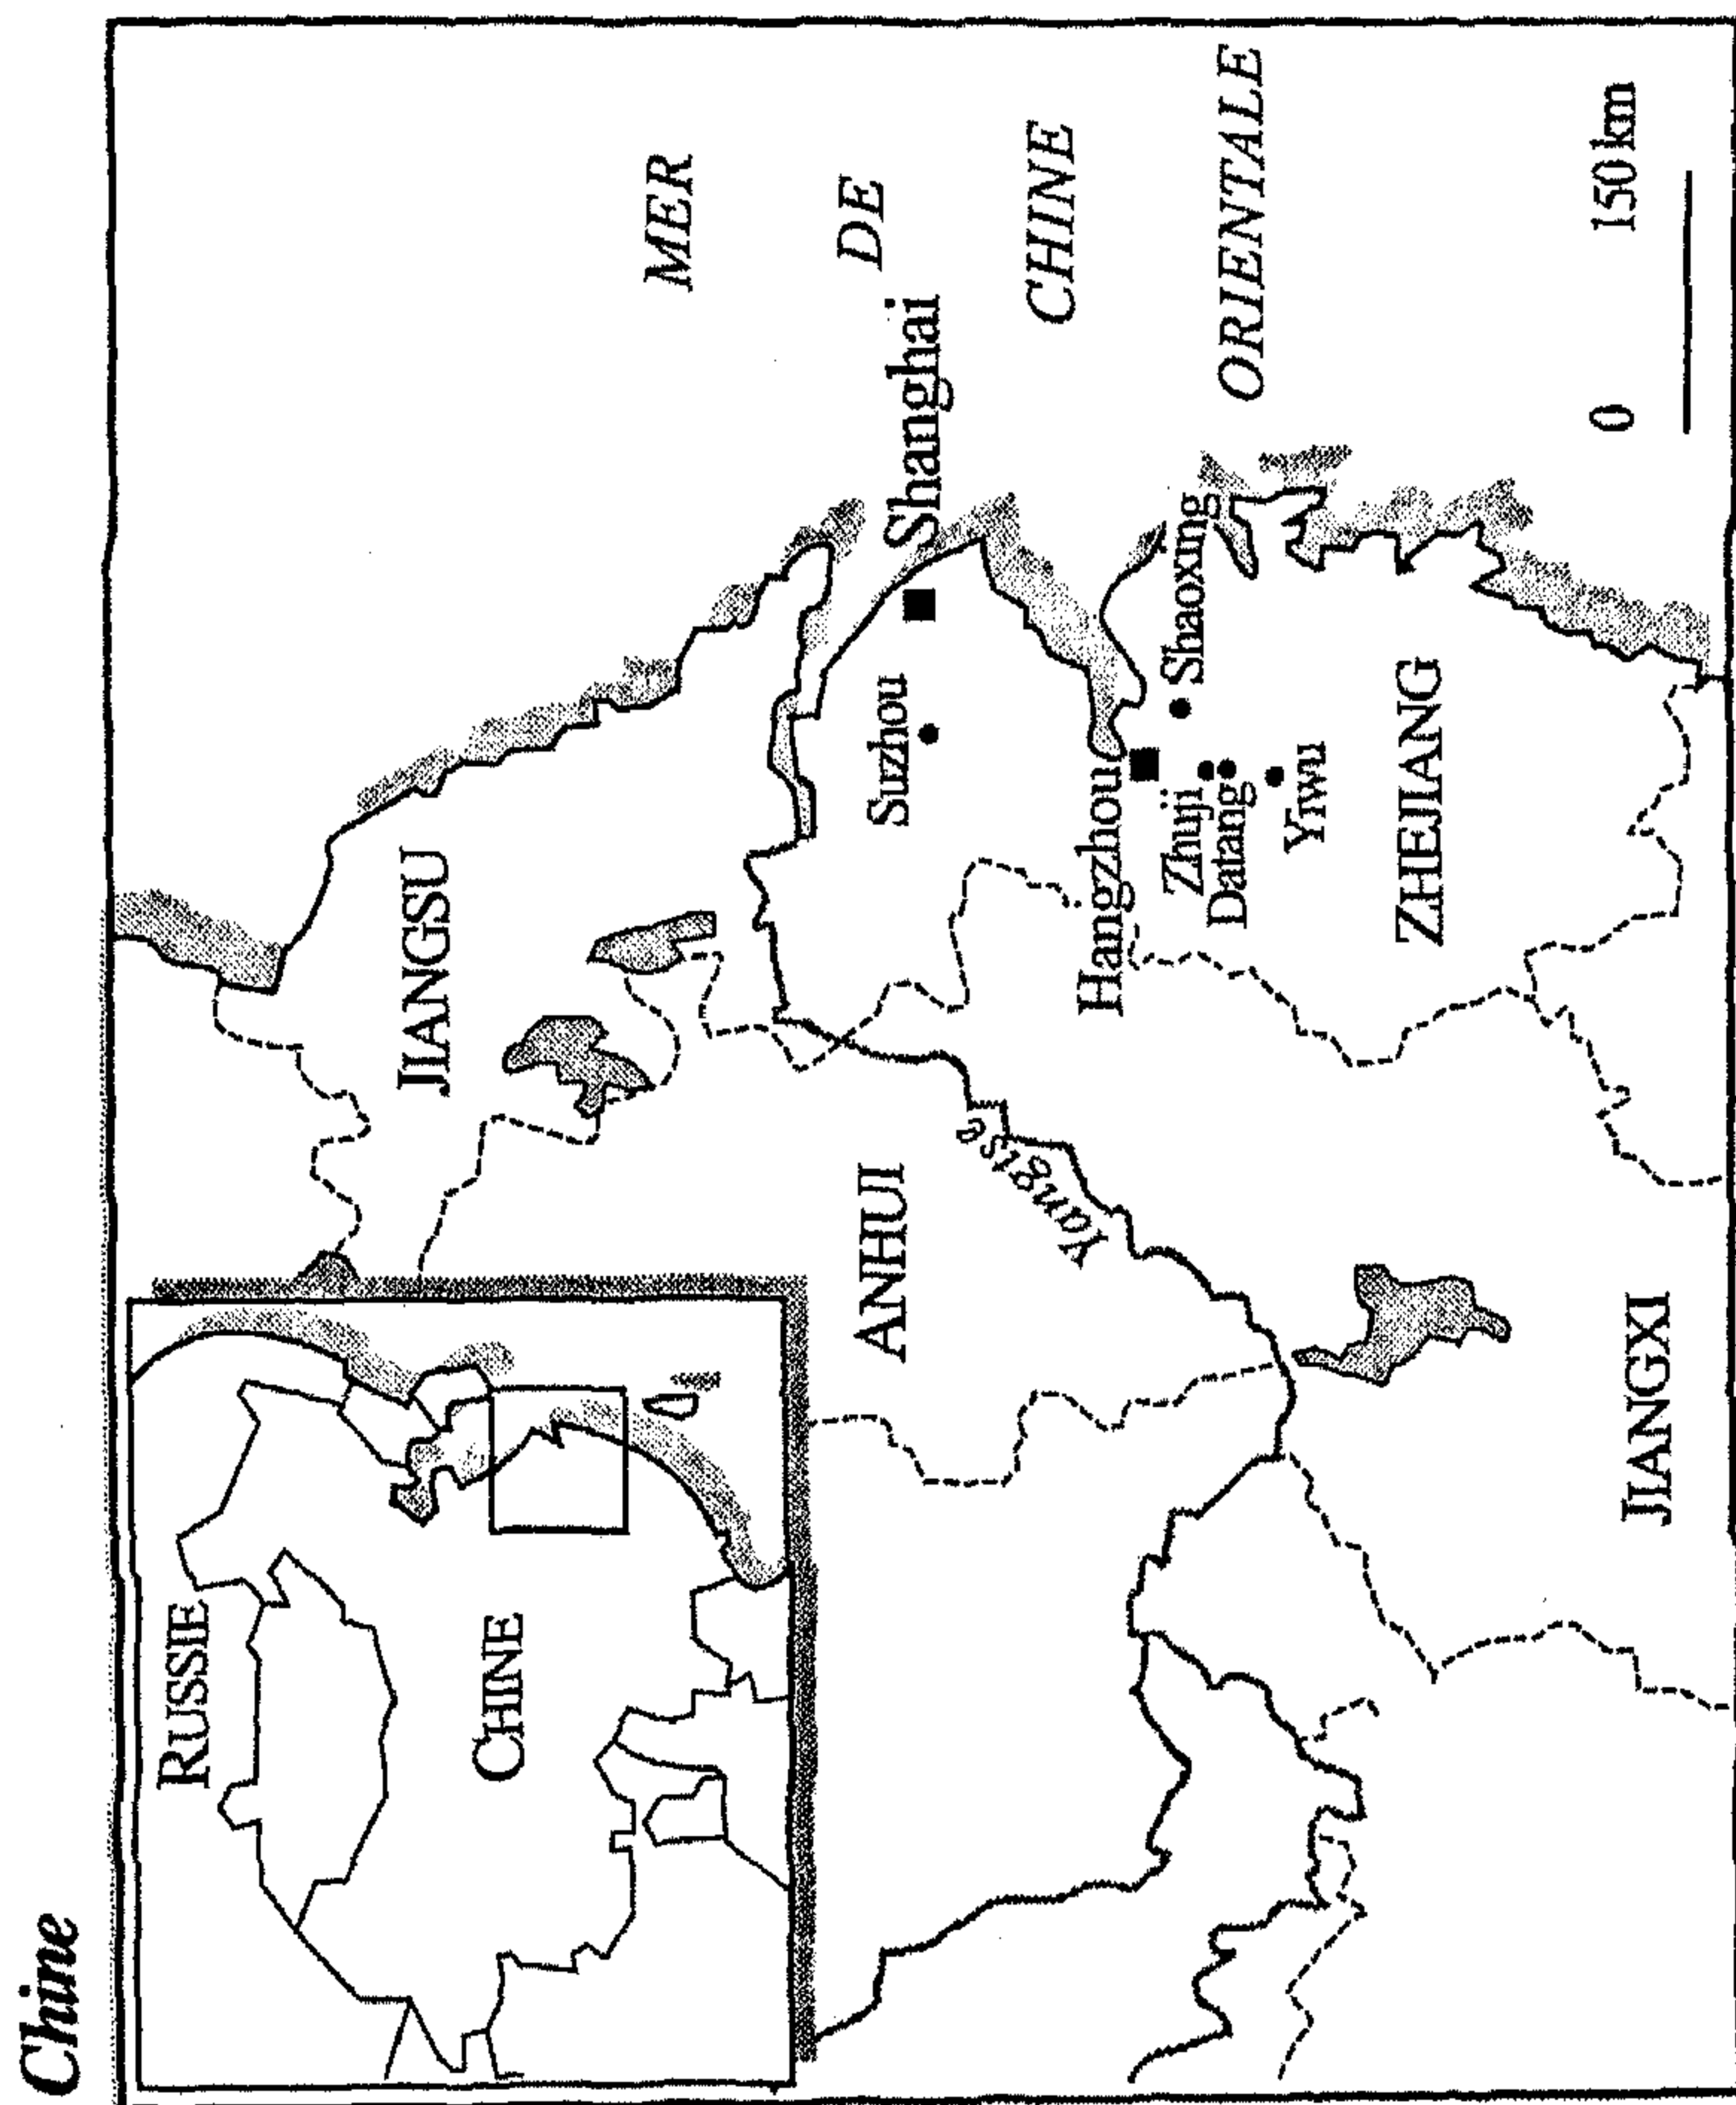 Chine
RUSSIE
CHINE
JIANGSU
MER
DE
CHINE
ORIENTALE
Shanghai
Suzhou
ANHUI
Yangtsé
Hangzhou
Shaoxing
Zhuji
Datang
Yiwu
ZHEJIANG
JIANGXI
0 150 km